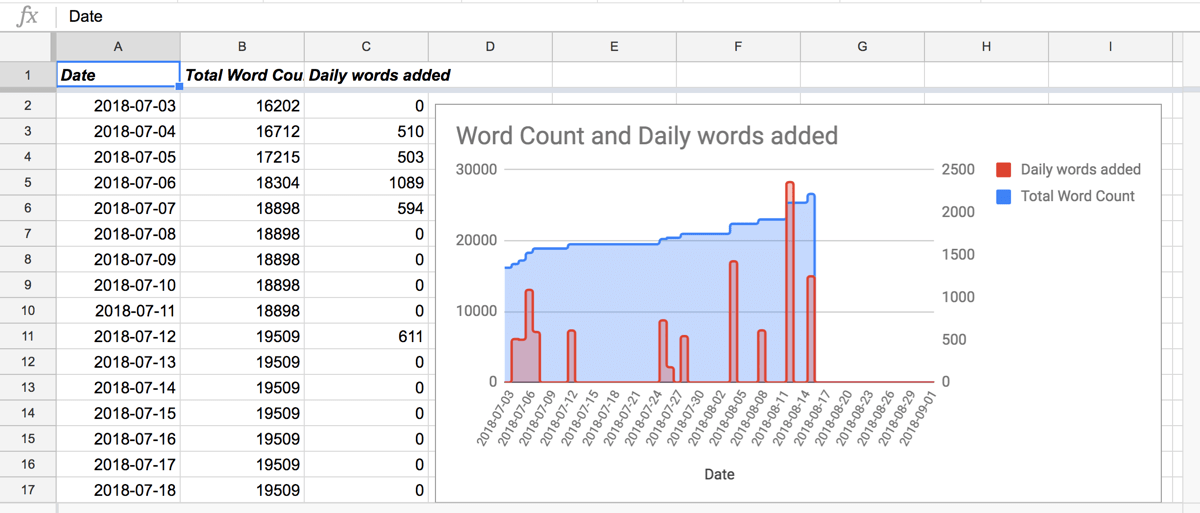 fx Date
A B C D E F G H I
1 Date Total Word Cou Daily words added
2 2018-07-03 16202 0
3 2018-07-04 16712 510
4 2018-07-05 17215 503
5 2018-07-06 18304 1089
6 2018-07-07 18898 594
7 2018-07-08 18898 0
8 2018-07-09 18898 0
9 2018-07-10 18898 0
10 2018-07-11 18898 0
11 2018-07-12 19509 611
12 2018-07-13 19509 0
13 2018-07-14 19509 0
14 2018-07-15 19509 0
15 2018-07-16 19509 0
16 2018-07-17 19509 0
17 2018-07-18 19509 0
Word Count and Daily words added
30000
20000
10000
0
2500
2000
1500
1000
500
0
Daily words added
Total Word Count
2018-07-03
2018-07-06
2018-07-09
2018-07-12
2018-07-15
2018-07-18
2018-07-21
2018-07-24
2018-07-27
2018-07-30
2018-08-02
2018-08-05
2018-08-08
2018-08-11
2018-08-14
2018-08-17
2018-08-20
2018-08-23
2018-08-26
2018-08-29
2018-09-01
Date